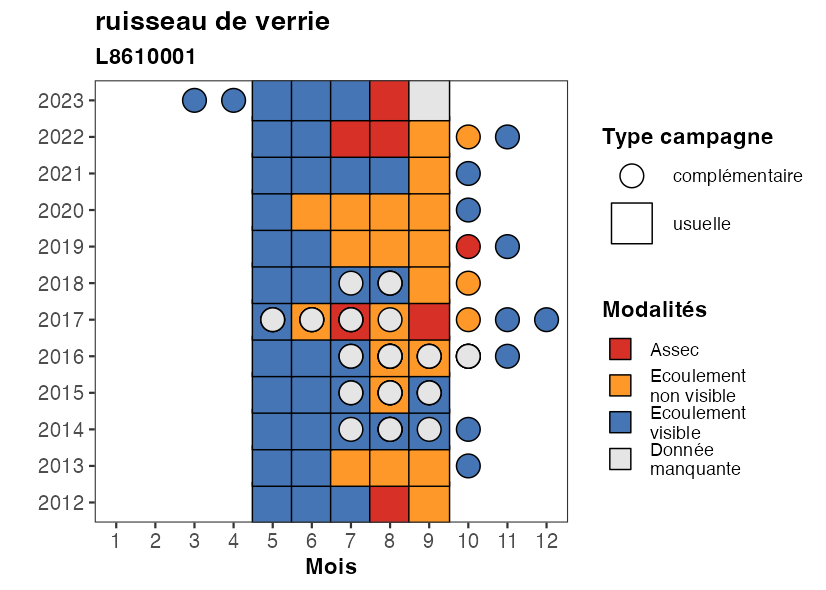 ruisseau de verrie
L8610001
2023
2022
2021
2020
2019
2018
2017
2016
2015
2014
2013
2012
1 2 3 4 5 6 7 8 9 10 11 12
Mois
Type campagne
complémentaire
usuelle
Modalités
Assec
Ecoulement
non visible
Ecoulement
visible
Donnée
manquante